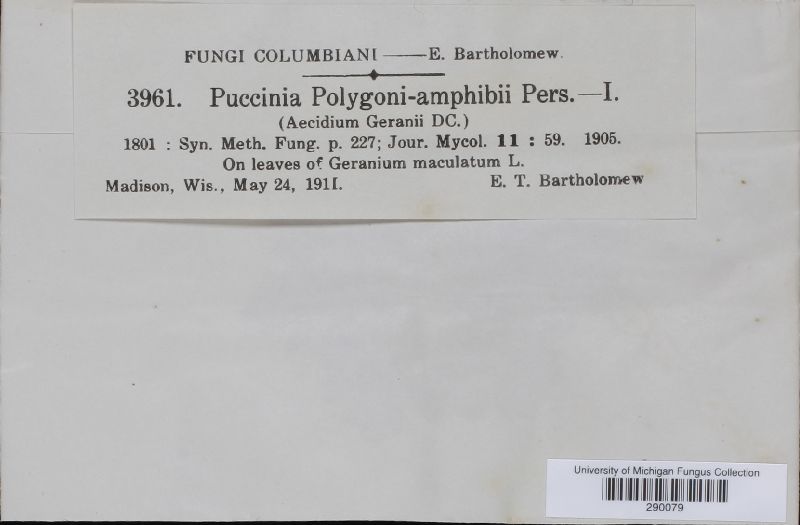 FUNGI COLUMBIANI——E. Bartholomew.
3961. Puccinia Polygoni-amphibii Pers.—I.
(Aecidium Geranii DC.)
1801 : Syn. Meth. Fung. p. 227; Jour. Mycol. 11 : 59. 1905.
On leaves of Geranium maculatum L.
Madison, Wis., May 24, 1911. E. T. Bartholomew
University of Michigan Fungus Collection
290079